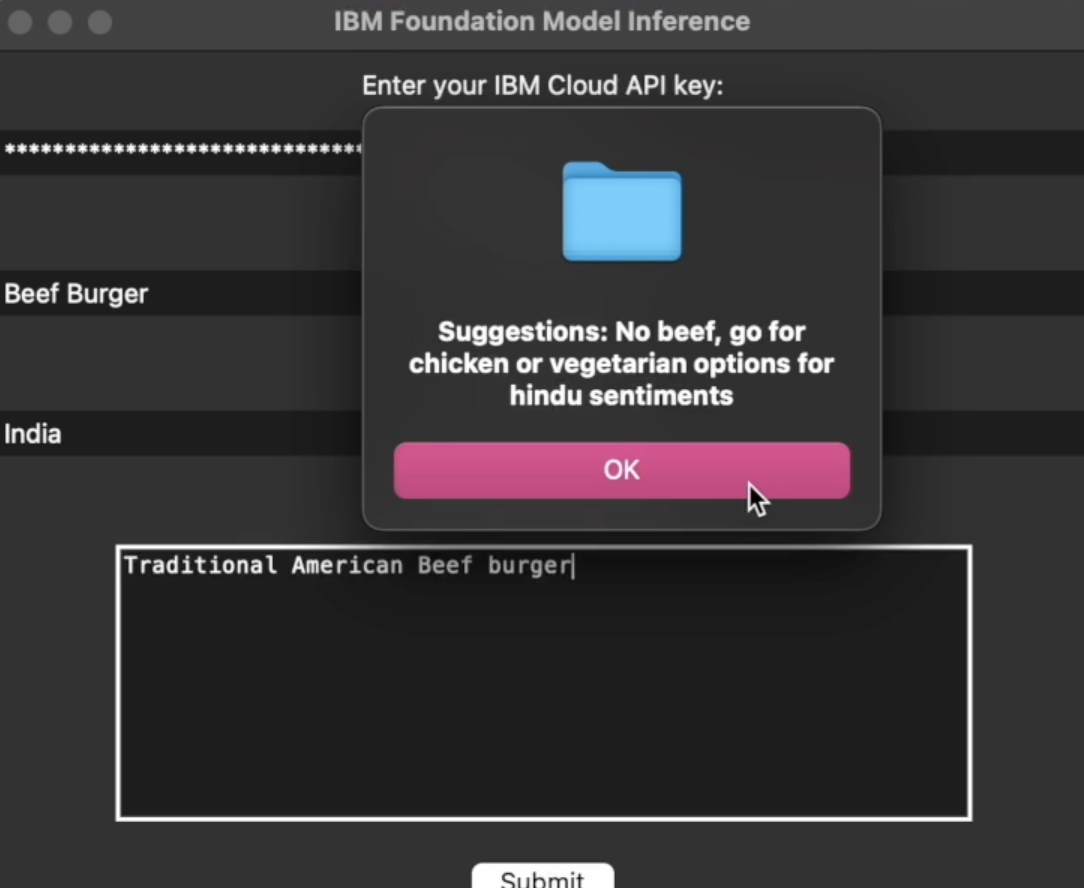 IBM Foundation Model Inference
Enter your IBM Cloud API key:
******************************
Beef Burger
India
Suggestions: No beef, go for
chicken or vegetarian options for
hindu sentiments
OK
Traditional American Beef burger
Submit